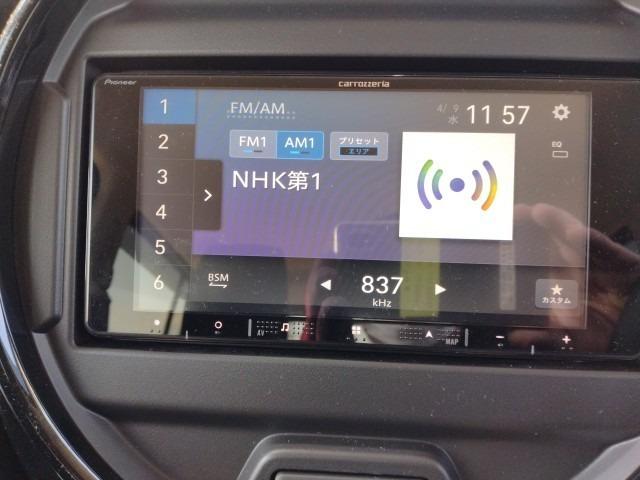 Pioneer
carrozzeria
1
2
3
4
5
6
FM/AM
4/ 9
水
11 57
FM1
AM1
プリセット
エリア
EQ
NHK第1
BSM
837
kHz
カスタム
AV
MAP